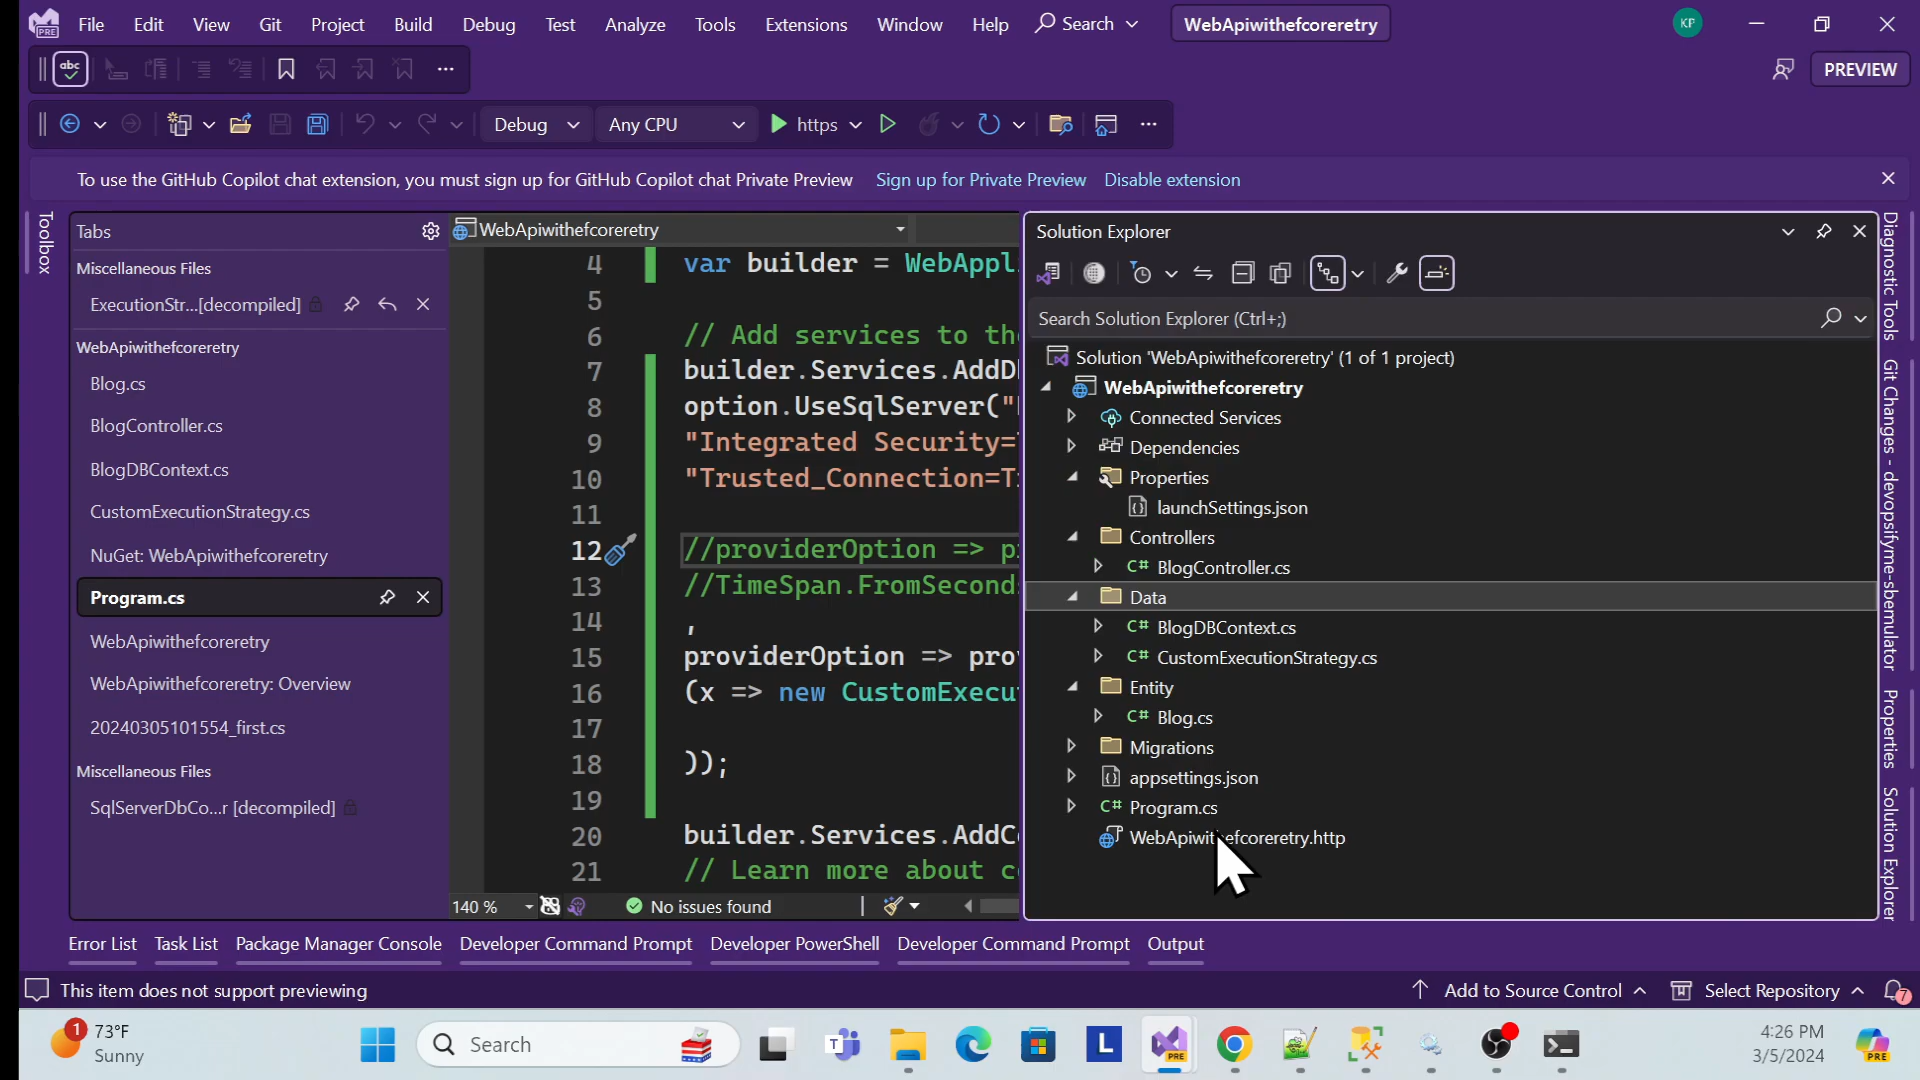 File Edit View Git Project Build Debug Test Analyze Tools Extensions Window Help Search WebApiwithefcoreretry KP
PRE
abc
PREVIEW
Debug Any CPU https
To use the GitHub Copilot chat extension, you must sign up for GitHub Copilot chat Private Preview Sign up for Private Preview Disable extension
Toolbox
Tabs
Miscellaneous Files
ExecutionStr...[decompiled]
WebApiwithefcoreretry
Blog.cs
BlogController.cs
BlogDBContext.cs
CustomExecutionStrategy.cs
NuGet: WebApiwithefcoreretry
Program.cs
WebApiwithefcoreretry
WebApiwithefcoreretry: Overview
20240305101554_first.cs
Miscellaneous Files
SqlServerDbCo...r [decompiled]
WebApiwithefcoreretry
4 var builder = WebAppl
5
6 // Add services to th
7 builder.Services.AddD
8 option.UseSqlServer("
9 "Integrated Security=
10 "Trusted_Connection=T
11
12 //providerOption => p
13 //TimeSpan.FromSecond
14 ,
15 providerOption => pro
16 (x => new CustomExecu
17
18 ));
19
20 builder.Services.AddC
21 // Learn more about c
140 % No issues found
Solution Explorer
Search Solution Explorer (Ctrl+;)
Solution 'WebApiwithefcoreretry' (1 of 1 project)
WebApiwithefcoreretry
Connected Services
Dependencies
Properties
launchSettings.json
Controllers
C# BlogController.cs
Data
C# BlogDBContext.cs
C# CustomExecutionStrategy.cs
Entity
C# Blog.cs
Migrations
appsettings.json
C# Program.cs
WebApiwithefcoreretry.http
Diagnostic Tools
Git Changes - devopsifyme-sbemulator
Properties
Solution Explorer
Error List Task List Package Manager Console Developer Command Prompt Developer PowerShell Developer Command Prompt Output
This item does not support previewing Add to Source Control Select Repository 7
1 73°F
Sunny
Search
T L PRE
4:26 PM
3/5/2024
PRE